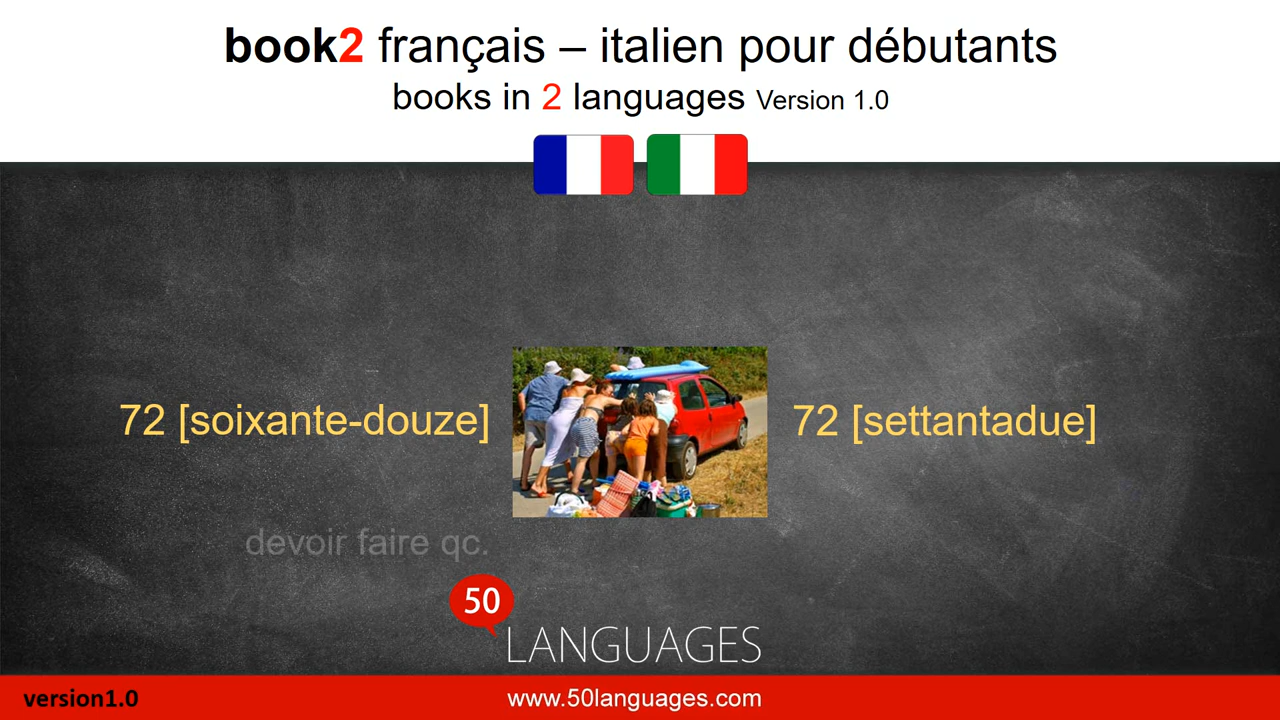 book2 français – italien pour débutants
books in 2 languages Version 1.0
72 [soixante-douze]
72 [settantadue]
devoir faire qc.
50
LANGUAGES
version1.0
www.50languages.com